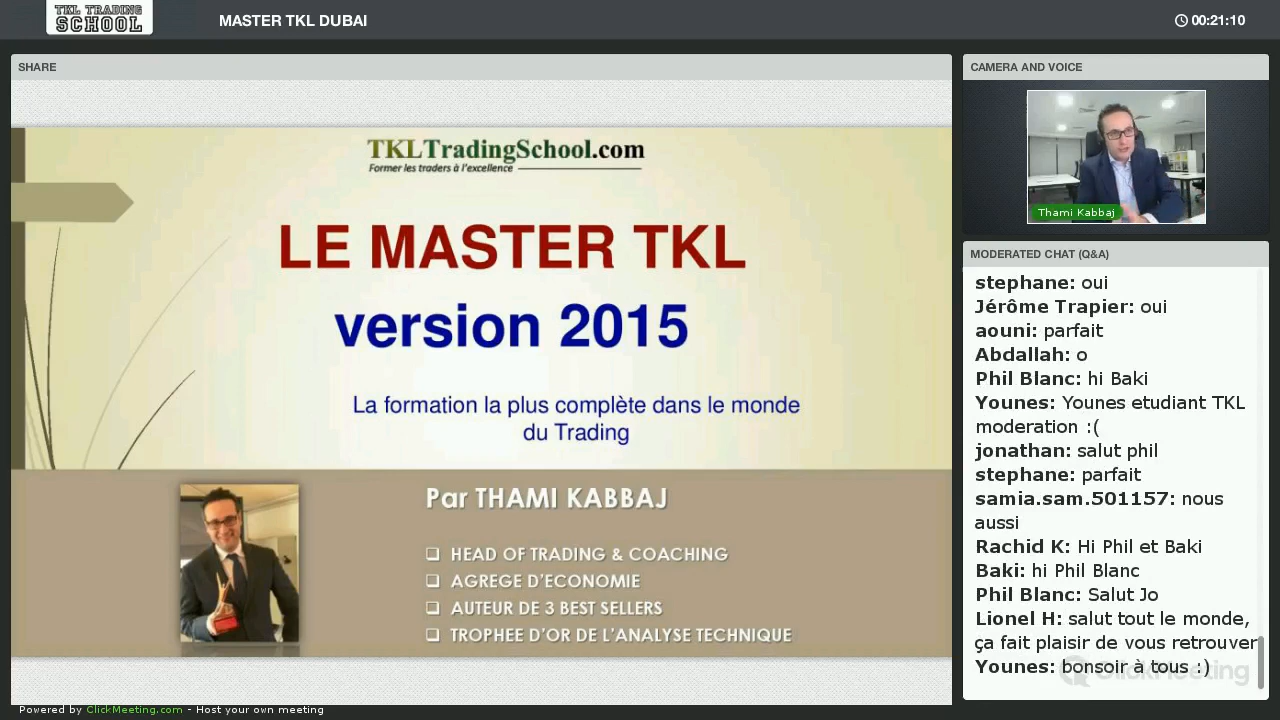 TKL TRADING
SCHOOL
MASTER TKL DUBAI
00:21:10
SHARE
TKLTradingSchool.com
Former les traders à l'excellence
LE MASTER TKL
version 2015
La formation la plus complète dans le monde
du Trading
Par THAMI KABBAJ
HEAD OF TRADING & COACHING
AGREGE D'ECONOMIE
AUTEUR DE 3 BEST SELLERS
TROPHEE D'OR DE L'ANALYSE TECHNIQUE
CAMERA AND VOICE
Thami Kabbaj
MODERATED CHAT (Q&A)
stephane: oui
Jérôme Trapier: oui
aouni: parfait
Abdallah: o
Phil Blanc: hi Baki
Younes: Younes etudiant TKL
moderation :(
jonathan: salut phil
stephane: parfait
samia.sam.501157: nous
aussi
Rachid K: Hi Phil et Baki
Baki: hi Phil Blanc
Phil Blanc: Salut Jo
Lionel H: salut tout le monde,
ça fait plaisir de vous retrouver
Younes: bonsoir à tous :)
ClickMeeting
Powered by ClickMeeting.com - Host your own meeting